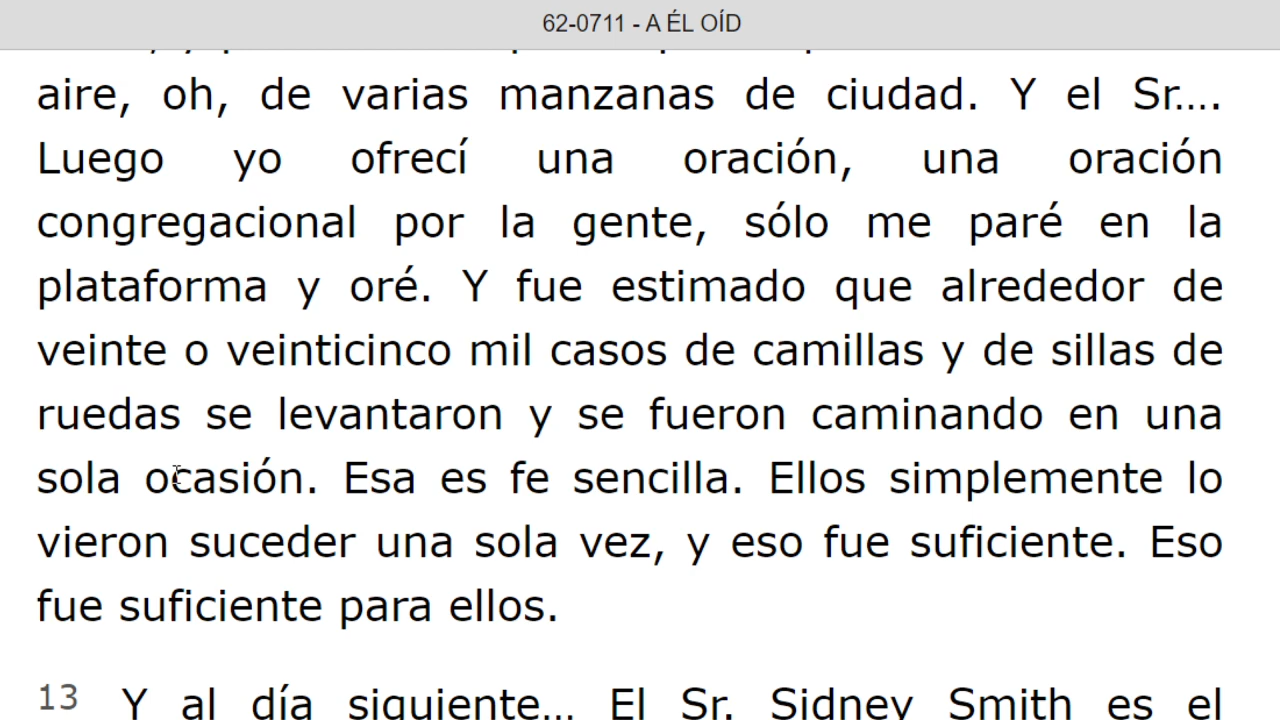 62-0711 - A ÉL OÍD
aire, oh, de varias manzanas de ciudad. Y el Sr....
Luego yo ofrecí una oración, una oración
congregacional por la gente, sólo me paré en la
plataforma y oré. Y fue estimado que alrededor de
veinte o veinticinco mil casos de camillas y de sillas de
ruedas se levantaron y se fueron caminando en una
sola ocasión. Esa es fe sencilla. Ellos simplemente lo
vieron suceder una sola vez, y eso fue suficiente. Eso
fue suficiente para ellos.
13 Y al día siguiente... El Sr. Sidney Smith es el